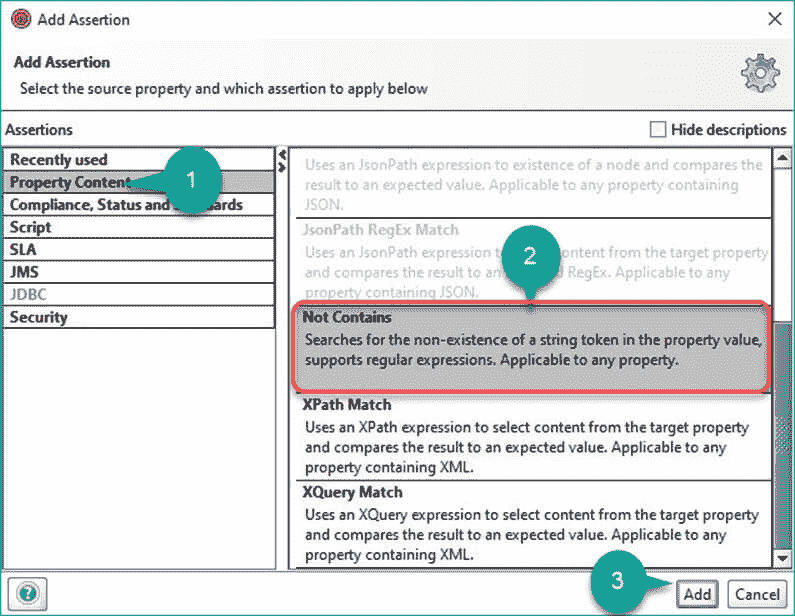 Add Assertion
Add Assertion
Select the source property and which assertion to apply below
Assertions
Hide descriptions
Recently used
Property Content
1
Compliance, Status and Standards
Script
SLA
JMS
JDBC
Security
Uses an JsonPath expression to existence of a node and compares the
result to an expected value. Applicable to any property containing
JSON.
JsonPath RegEx Match
Uses an JsonPath expression to content from the target property
and compares the result to an RegEx. Applicable to any
property containing JSON.
2
Not Contains
Searches for the non-existence of a string token in the property value,
supports regular expressions. Applicable to any property.
XPath Match
Uses an XPath expression to select content from the target property
and compares the result to an expected value. Applicable to any
property containing XML.
XQuery Match
Uses an XQuery expression to select content from the target property
and compares the result to an expected value. Applicable to any
property containing XML.
?
3
Add
Cancel